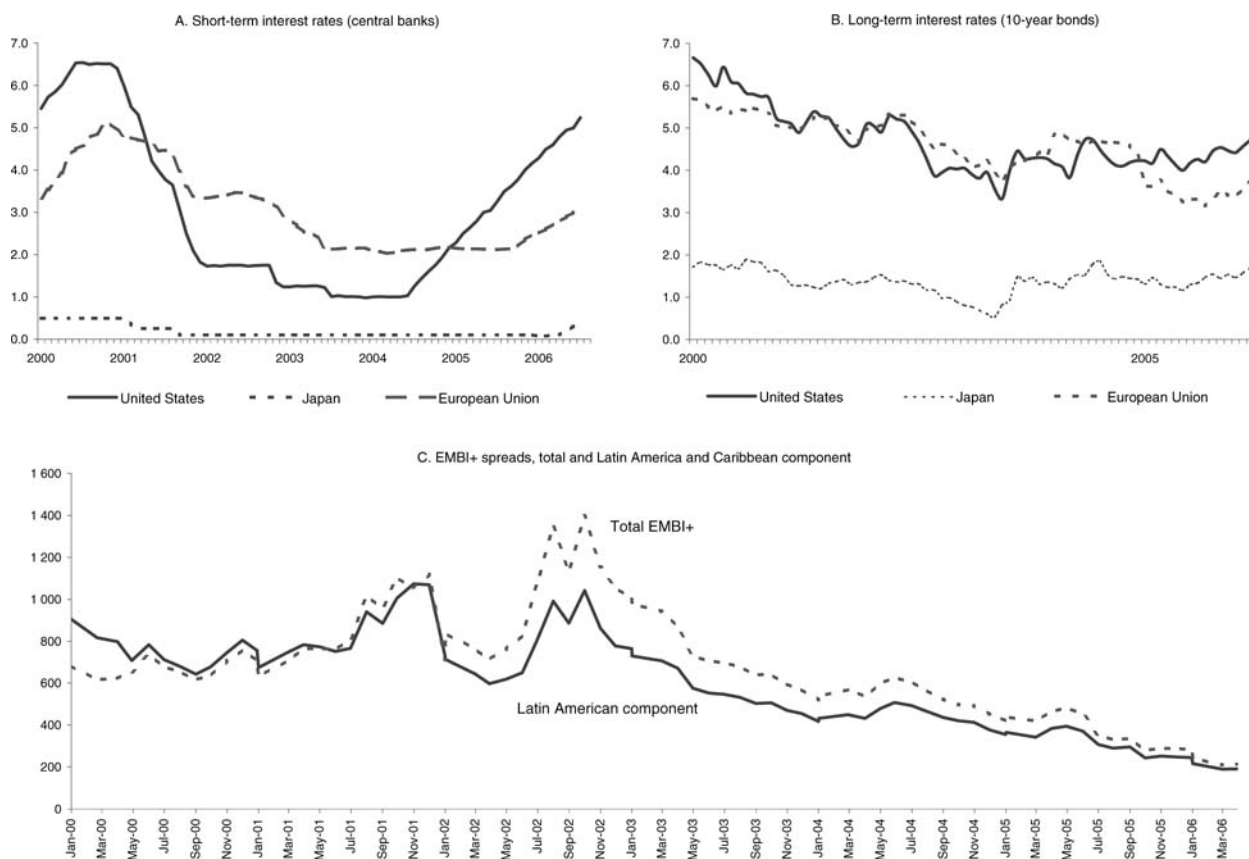 A. Short-term interest rates (central banks)
7.0
6.0
5.0
4.0
3.0
2.0
1.0
0.0
2000 2001 2002 2003 2004 2005 2006
United States Japan European Union
B. Long-term interest rates (10-year bonds)
7.0
6.0
5.0
4.0
3.0
2.0
1.0
0.0
2000 2005
United States Japan European Union
C. EMBI+ spreads, total and Latin America and Caribbean component
1 600
1 400
1 200
1 000
800
600
400
200
0
Total EMBI+
Latin American component
Jan-00
Mar-00
May-00
Jul-00
Sep-00
Nov-00
Jan-01
Mar-01
May-01
Jul-01
Sep-01
Nov-01
Jan-02
Mar-02
May-02
Jul-02
Sep-02
Nov-02
Jan-03
Mar-03
May-03
Jul-03
Sep-03
Nov-03
Jan-04
Mar-04
May-04
Jul-04
Sep-04
Nov-04
Jan-05
Mar-05
May-05
Jul-05
Sep-05
Nov-05
Jan-06
Mar-06